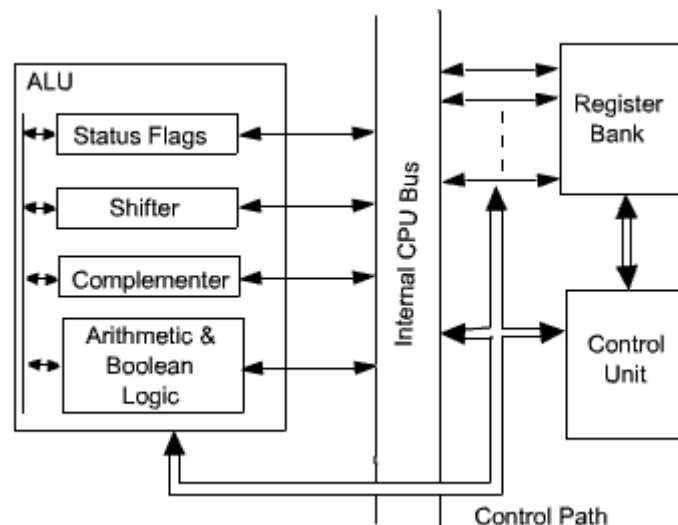 ALU
Status Flags
Shifter
Complementer
Arithmetic &
Boolean
Logic
Internal CPU Bus
Register
Bank
Control
Unit
Control Path